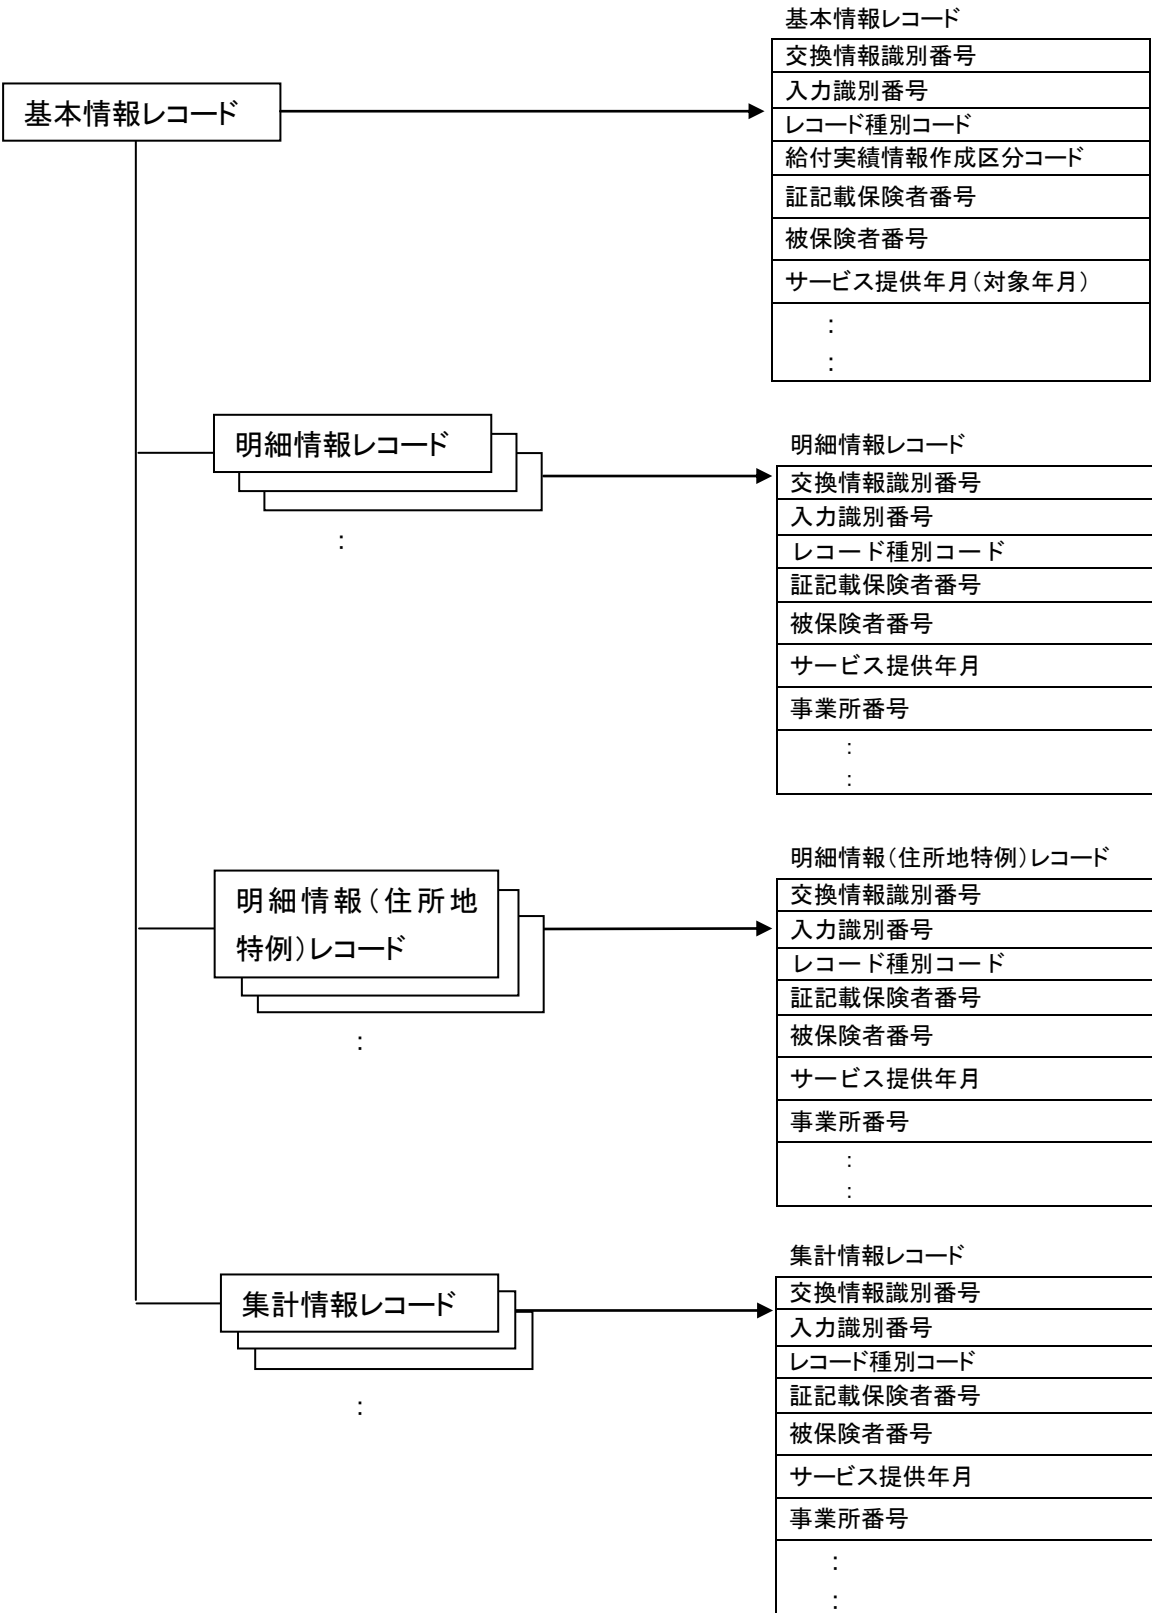 基本情報レコード
基本情報レコード
交換情報識別番号
入力識別番号
レコード種別コード
給付実績情報作成区分コード
証記載保険者番号
被保険者番号
サービス提供年月(対象年月)
:
:
明細情報レコード
:
明細情報レコード
交換情報識別番号
入力識別番号
レコード種別コード
証記載保険者番号
被保険者番号
サービス提供年月
事業所番号
:
:
明細情報(住所地
特例)レコード
:
明細情報(住所地特例)レコード
交換情報識別番号
入力識別番号
レコード種別コード
証記載保険者番号
被保険者番号
サービス提供年月
事業所番号
:
:
集計情報レコード
:
集計情報レコード
交換情報識別番号
入力識別番号
レコード種別コード
証記載保険者番号
被保険者番号
サービス提供年月
事業所番号
:
: